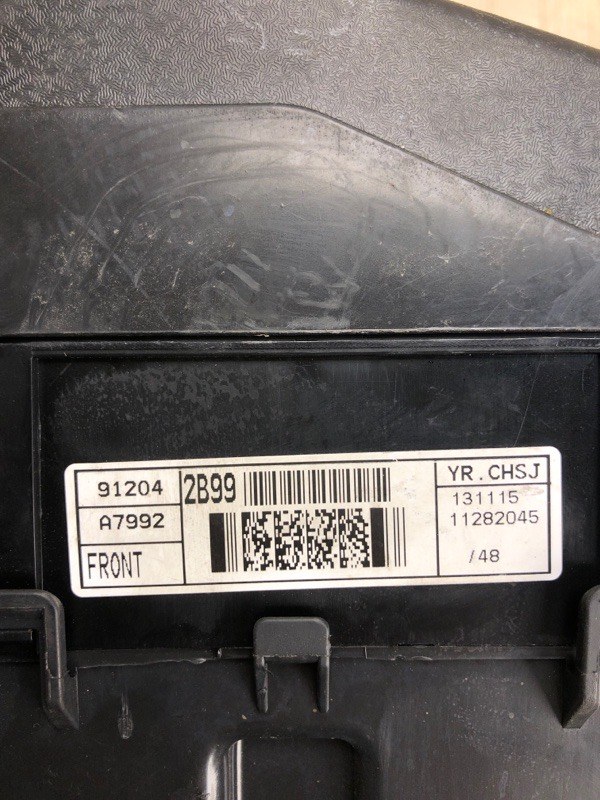 91204
A7992
FRONT
2B99
YR.CHSJ
131115
11282045
/48